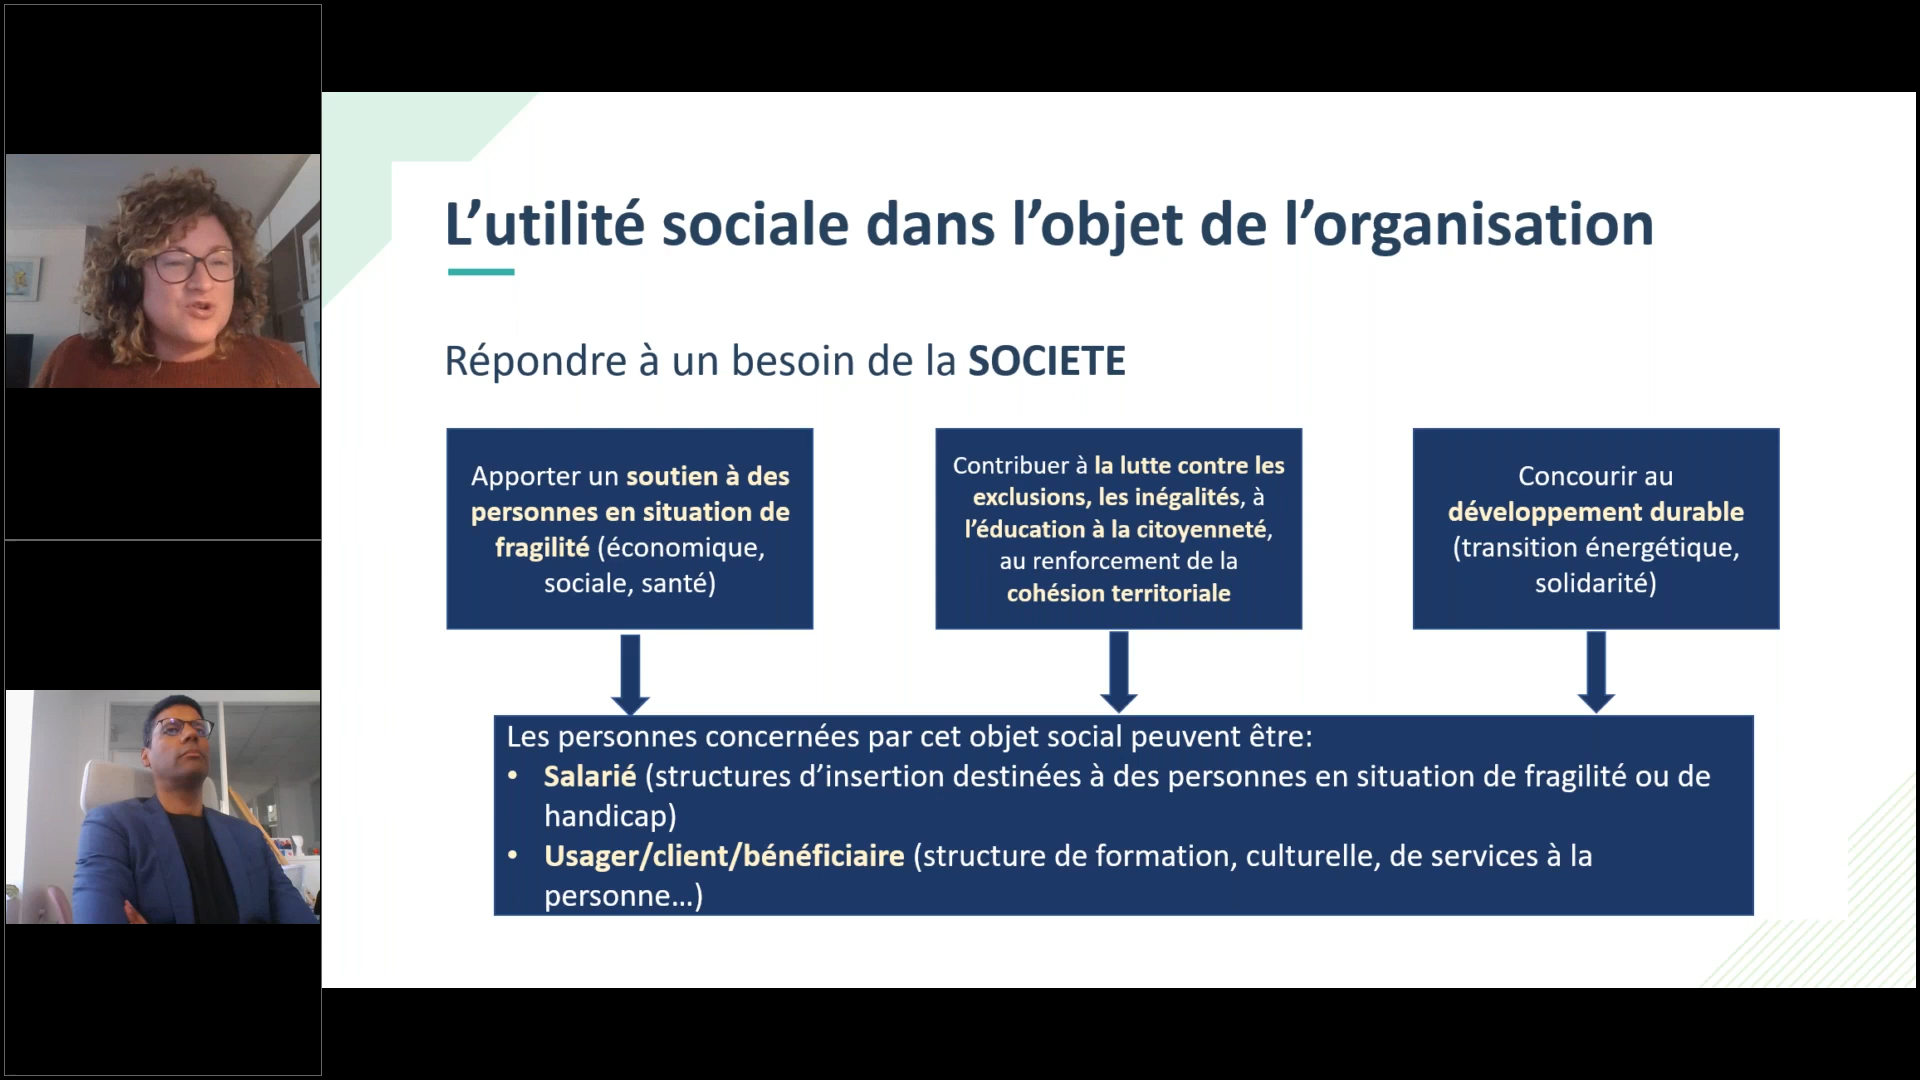 L’utilité sociale dans l’objet de l’organisation
Répondre à un besoin de la SOCIETE
Apporter un soutien à des
personnes en situation de
fragilité (économique,
sociale, santé)
Contribuer à la lutte contre les
exclusions, les inégalités, à
l’éducation à la citoyenneté,
au renforcement de la
cohésion territoriale
Concourir au
développement durable
(transition énergétique,
solidarité)
Les personnes concernées par cet objet social peuvent être:
• Salarié (structures d’insertion destinées à des personnes en situation de fragilité ou de
handicap)
• Usager/client/bénéficiaire (structure de formation, culturelle, de services à la
personne…)